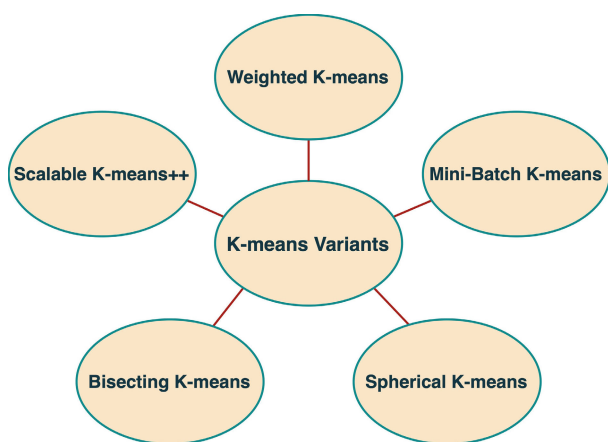 Weighted K-means
Scalable K-means++
Mini-Batch K-means
K-means Variants
Bisecting K-means
Spherical K-means